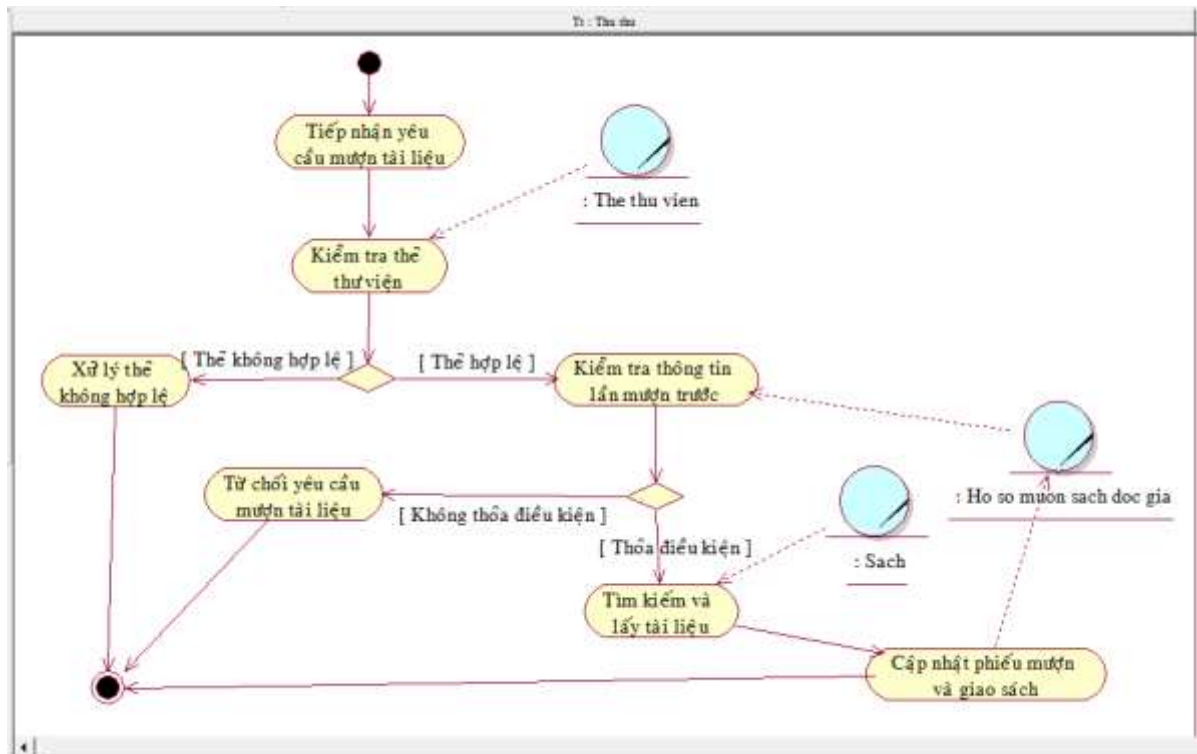 Thu thu
Tiếp nhận yêu
cầu mượn tài liệu
: The thu vien
Kiểm tra thẻ
thư viện
[ Thẻ không hợp lệ ]
[ Thẻ hợp lệ ]
Xử lý thẻ
không hợp lệ
Kiểm tra thông tin
lần mượn trước
: Ho so muon sach doc gia
Từ chối yêu cầu
mượn tài liệu
[ Không thỏa điều kiện ]
[ Thỏa điều kiện ]
: Sach
Tìm kiếm và
lấy tài liệu
Cập nhật phiếu mượn
và giao sách